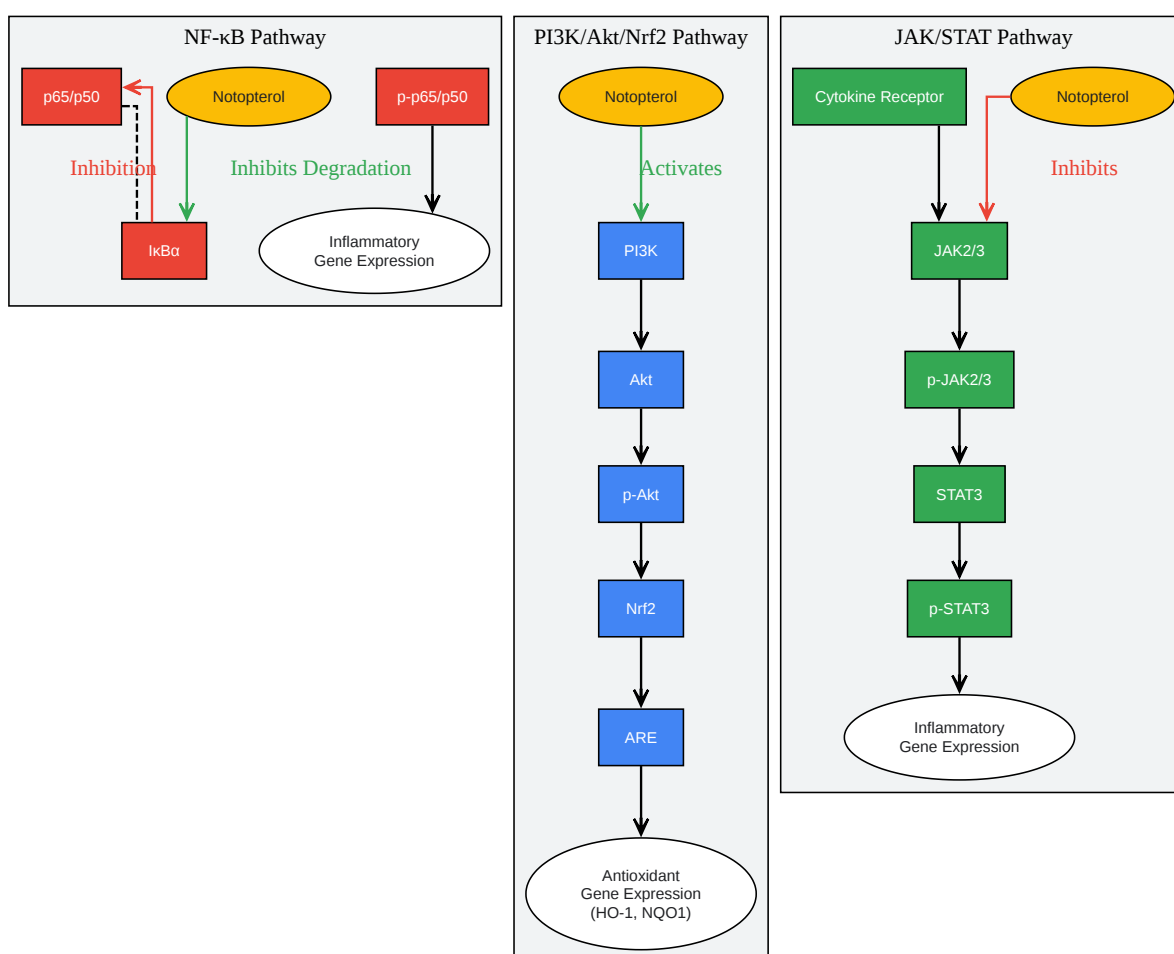 NF-κB Pathway
p65/p50
Notopterol
p-p65/p50
Inhibition
Inhibits Degradation
IκBα
Inflammatory
Gene Expression
PI3K/Akt/Nrf2 Pathway
Notopterol
Activates
PI3K
Akt
p-Akt
Nrf2
ARE
Antioxidant
Gene Expression
(HO-1, NQO1)
JAK/STAT Pathway
Cytokine Receptor
Notopterol
Inhibits
JAK2/3
p-JAK2/3
STAT3
p-STAT3
Inflammatory
Gene Expression